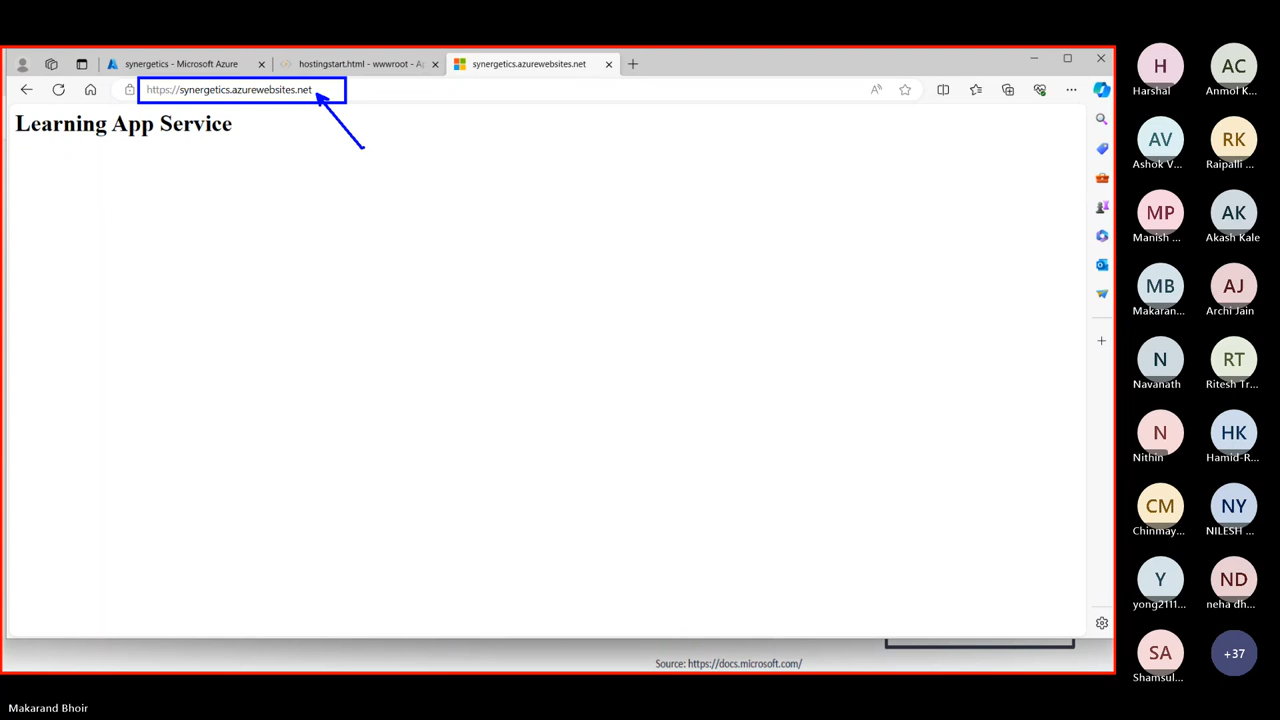 synergetics - Microsoft Azure
hostingstart.html - wwwroot - Ap
synergetics.azurewebsites.net
https://synergetics.azurewebsites.net
Learning App Service
Source: https://docs.microsoft.com/
H
Harshal
AC
Anmol K...
AV
Ashok V...
RK
Raipalli ...
MP
Manish ...
AK
Akash Kale
MB
Makaran...
AJ
Archi Jain
N
Navanath
RT
Ritesh Tr...
N
Nithin
HK
Hamid-R...
CM
Chinmay...
NY
NILESH ...
Y
yong2111...
ND
neha dh...
SA
Shamsul...
+37
Makarand Bhoir